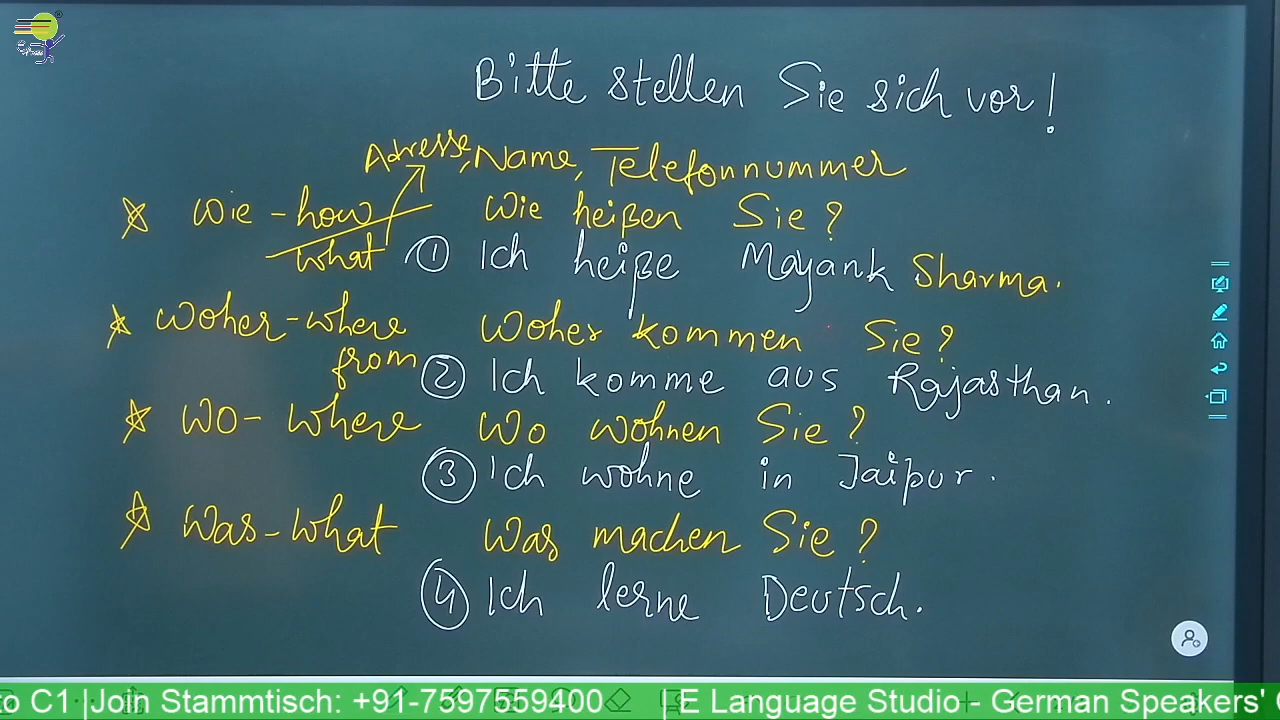 Bitte stellen Sie sich vor!
Adresse, Name, Telefonnummer
* Wie - how Wie heißen Sie?
what ① Ich heiße Mayank Sharma.
* Woher - where Woher kommen Sie?
from ② Ich komme aus Rajasthan.
* Wo - where Wo wohnen Sie?
③ Ich wohne in Jaipur.
* Was - what Was machen Sie?
④ Ich lerne Deutsch.
to C1 |Join Stammtisch: +91-7597559400 |E Language Studio - German Speakers'